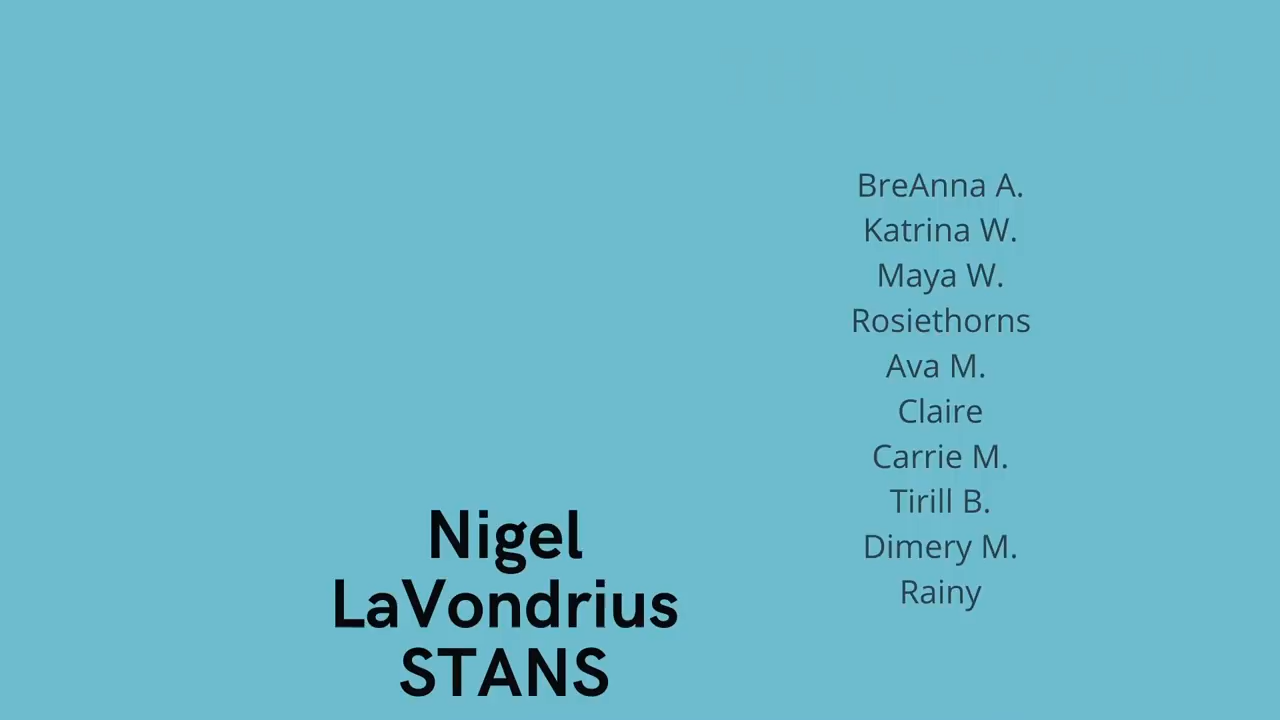 Nigel
LaVondrius
STANS
BreAnna A.
Katrina W.
Maya W.
Rosiethorns
Ava M.
Claire
Carrie M.
Tirill B.
Dimery M.
Rainy